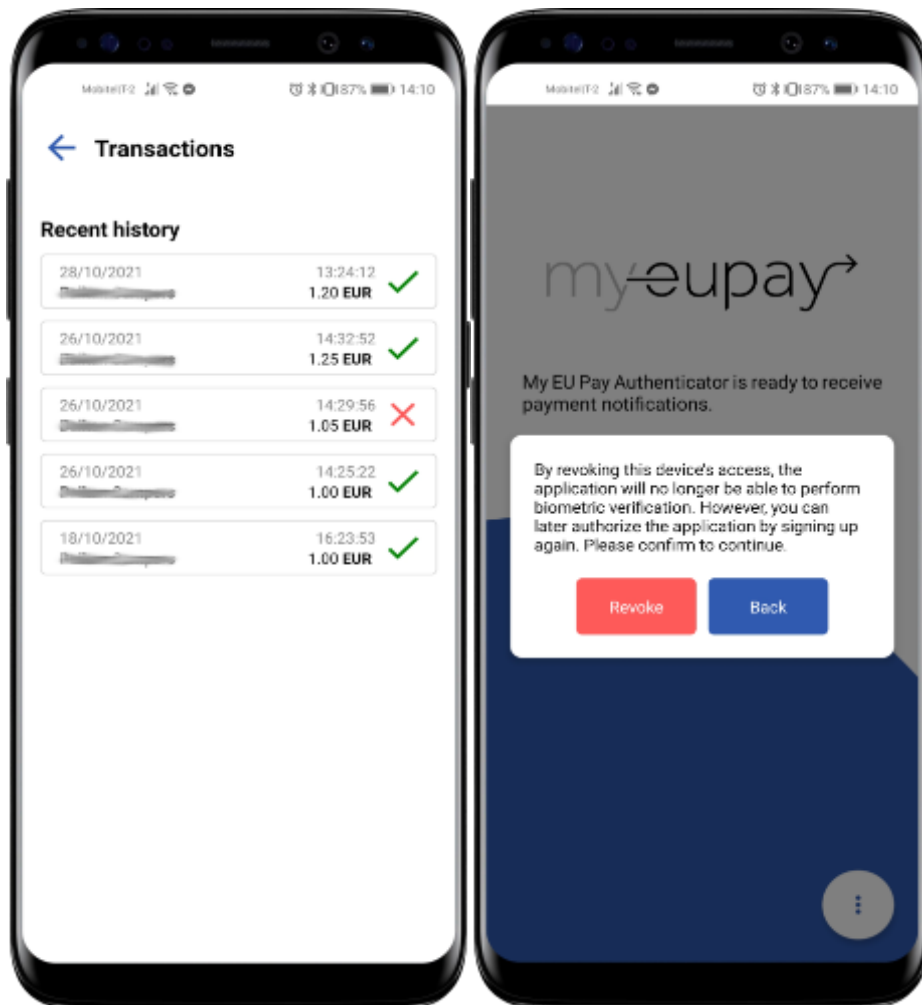 MobitelIT-2
87% 14:10
Transactions
Recent history
28/10/2021 13:24:12
1.20 EUR
26/10/2021 14:32:52
1.25 EUR
26/10/2021 14:29:56
1.05 EUR
26/10/2021 14:25:22
1.00 EUR
18/10/2021 16:23:53
1.00 EUR
87% 14:10
myeupay
My EU Pay Authenticator is ready to receive
payment notifications.
By revoking this device's access, the
application will no longer be able to perform
biometric verification. However, you can
later authorize the application by signing up
again. Please confirm to continue.
Revoke
Back